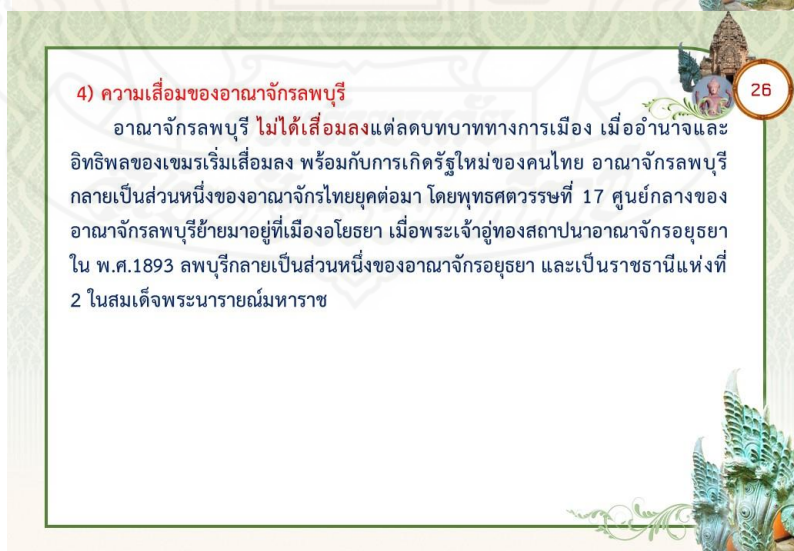 26
4) ความเสื่อมของอาณาจักรลพบุรี
อาณาจักรลพบุรี ไม่ได้เสื่อมลงแต่ลดบทบาททางการเมือง เมื่ออำนาจและ
อิทธิพลของเขมรเริ่มเสื่อมลง พร้อมกับการเกิดรัฐใหม่ของคนไทย อาณาจักรลพบุรี
กลายเป็นส่วนหนึ่งของอาณาจักรไทยยุคต่อมา โดยพุทธศตวรรษที่ 17 ศูนย์กลางของ
อาณาจักรลพบุรีย้ายมาอยู่ที่เมืองอโยธยา เมื่อพระเจ้าอู่ทองสถาปนาอาณาจักรอยุธยา
ใน พ.ศ.1893 ลพบุรีกลายเป็นส่วนหนึ่งของอาณาจักรอยุธยา และเป็นราชธานีแห่งที่
2 ในสมเด็จพระนารายณ์มหาราช